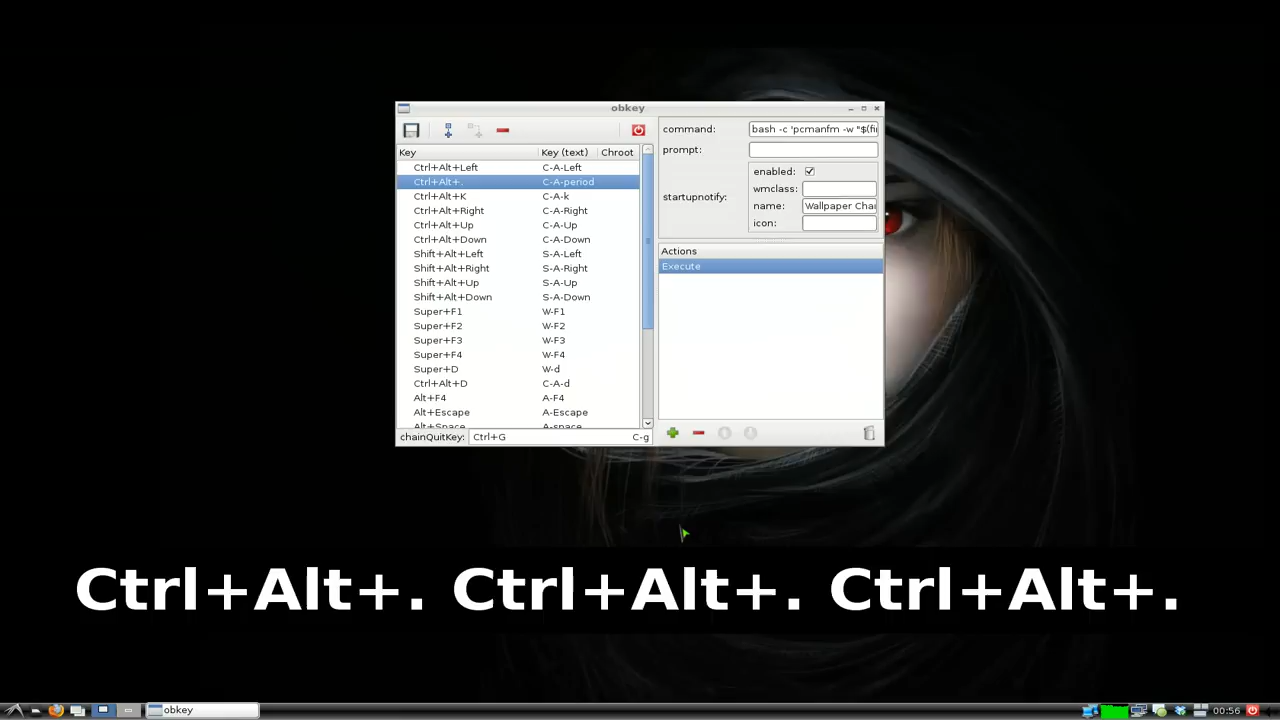 obkey
command: bash -c 'pcmanfm -w "$(fi
prompt:
Key Key (text) Chroot
enabled:
Ctrl+Alt+Left C-A-Left
wmclass:
Ctrl+Alt+. C-A-period
startupnotify:
Ctrl+Alt+K C-A-k
name: Wallpaper Cha
Ctrl+Alt+Right C-A-Right
icon:
Ctrl+Alt+Up C-A-Up
Ctrl+Alt+Down C-A-Down
Actions
Shift+Alt+Left S-A-Left
Execute
Shift+Alt+Right S-A-Right
Shift+Alt+Up S-A-Up
Shift+Alt+Down S-A-Down
Super+F1 W-F1
Super+F2 W-F2
Super+F3 W-F3
Super+F4 W-F4
Super+D W-d
Ctrl+Alt+D C-A-d
Alt+F4 A-F4
Alt+Escape A-Escape
Alt+Space A-space
chainQuitKey: Ctrl+G C-g
Ctrl+Alt+. Ctrl+Alt+. Ctrl+Alt+.
obkey
00:56